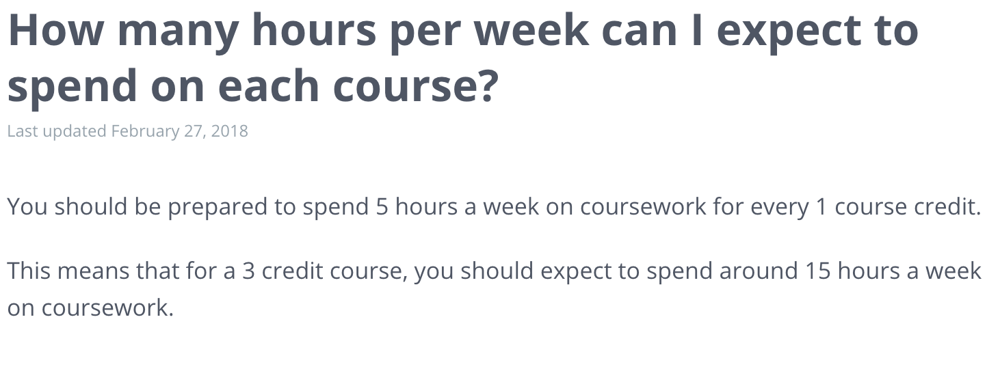 How many hours per week can I expect to
spend on each course?
Last updated February 27, 2018
You should be prepared to spend 5 hours a week on coursework for every 1 course credit.
This means that for a 3 credit course, you should expect to spend around 15 hours a week
on coursework.